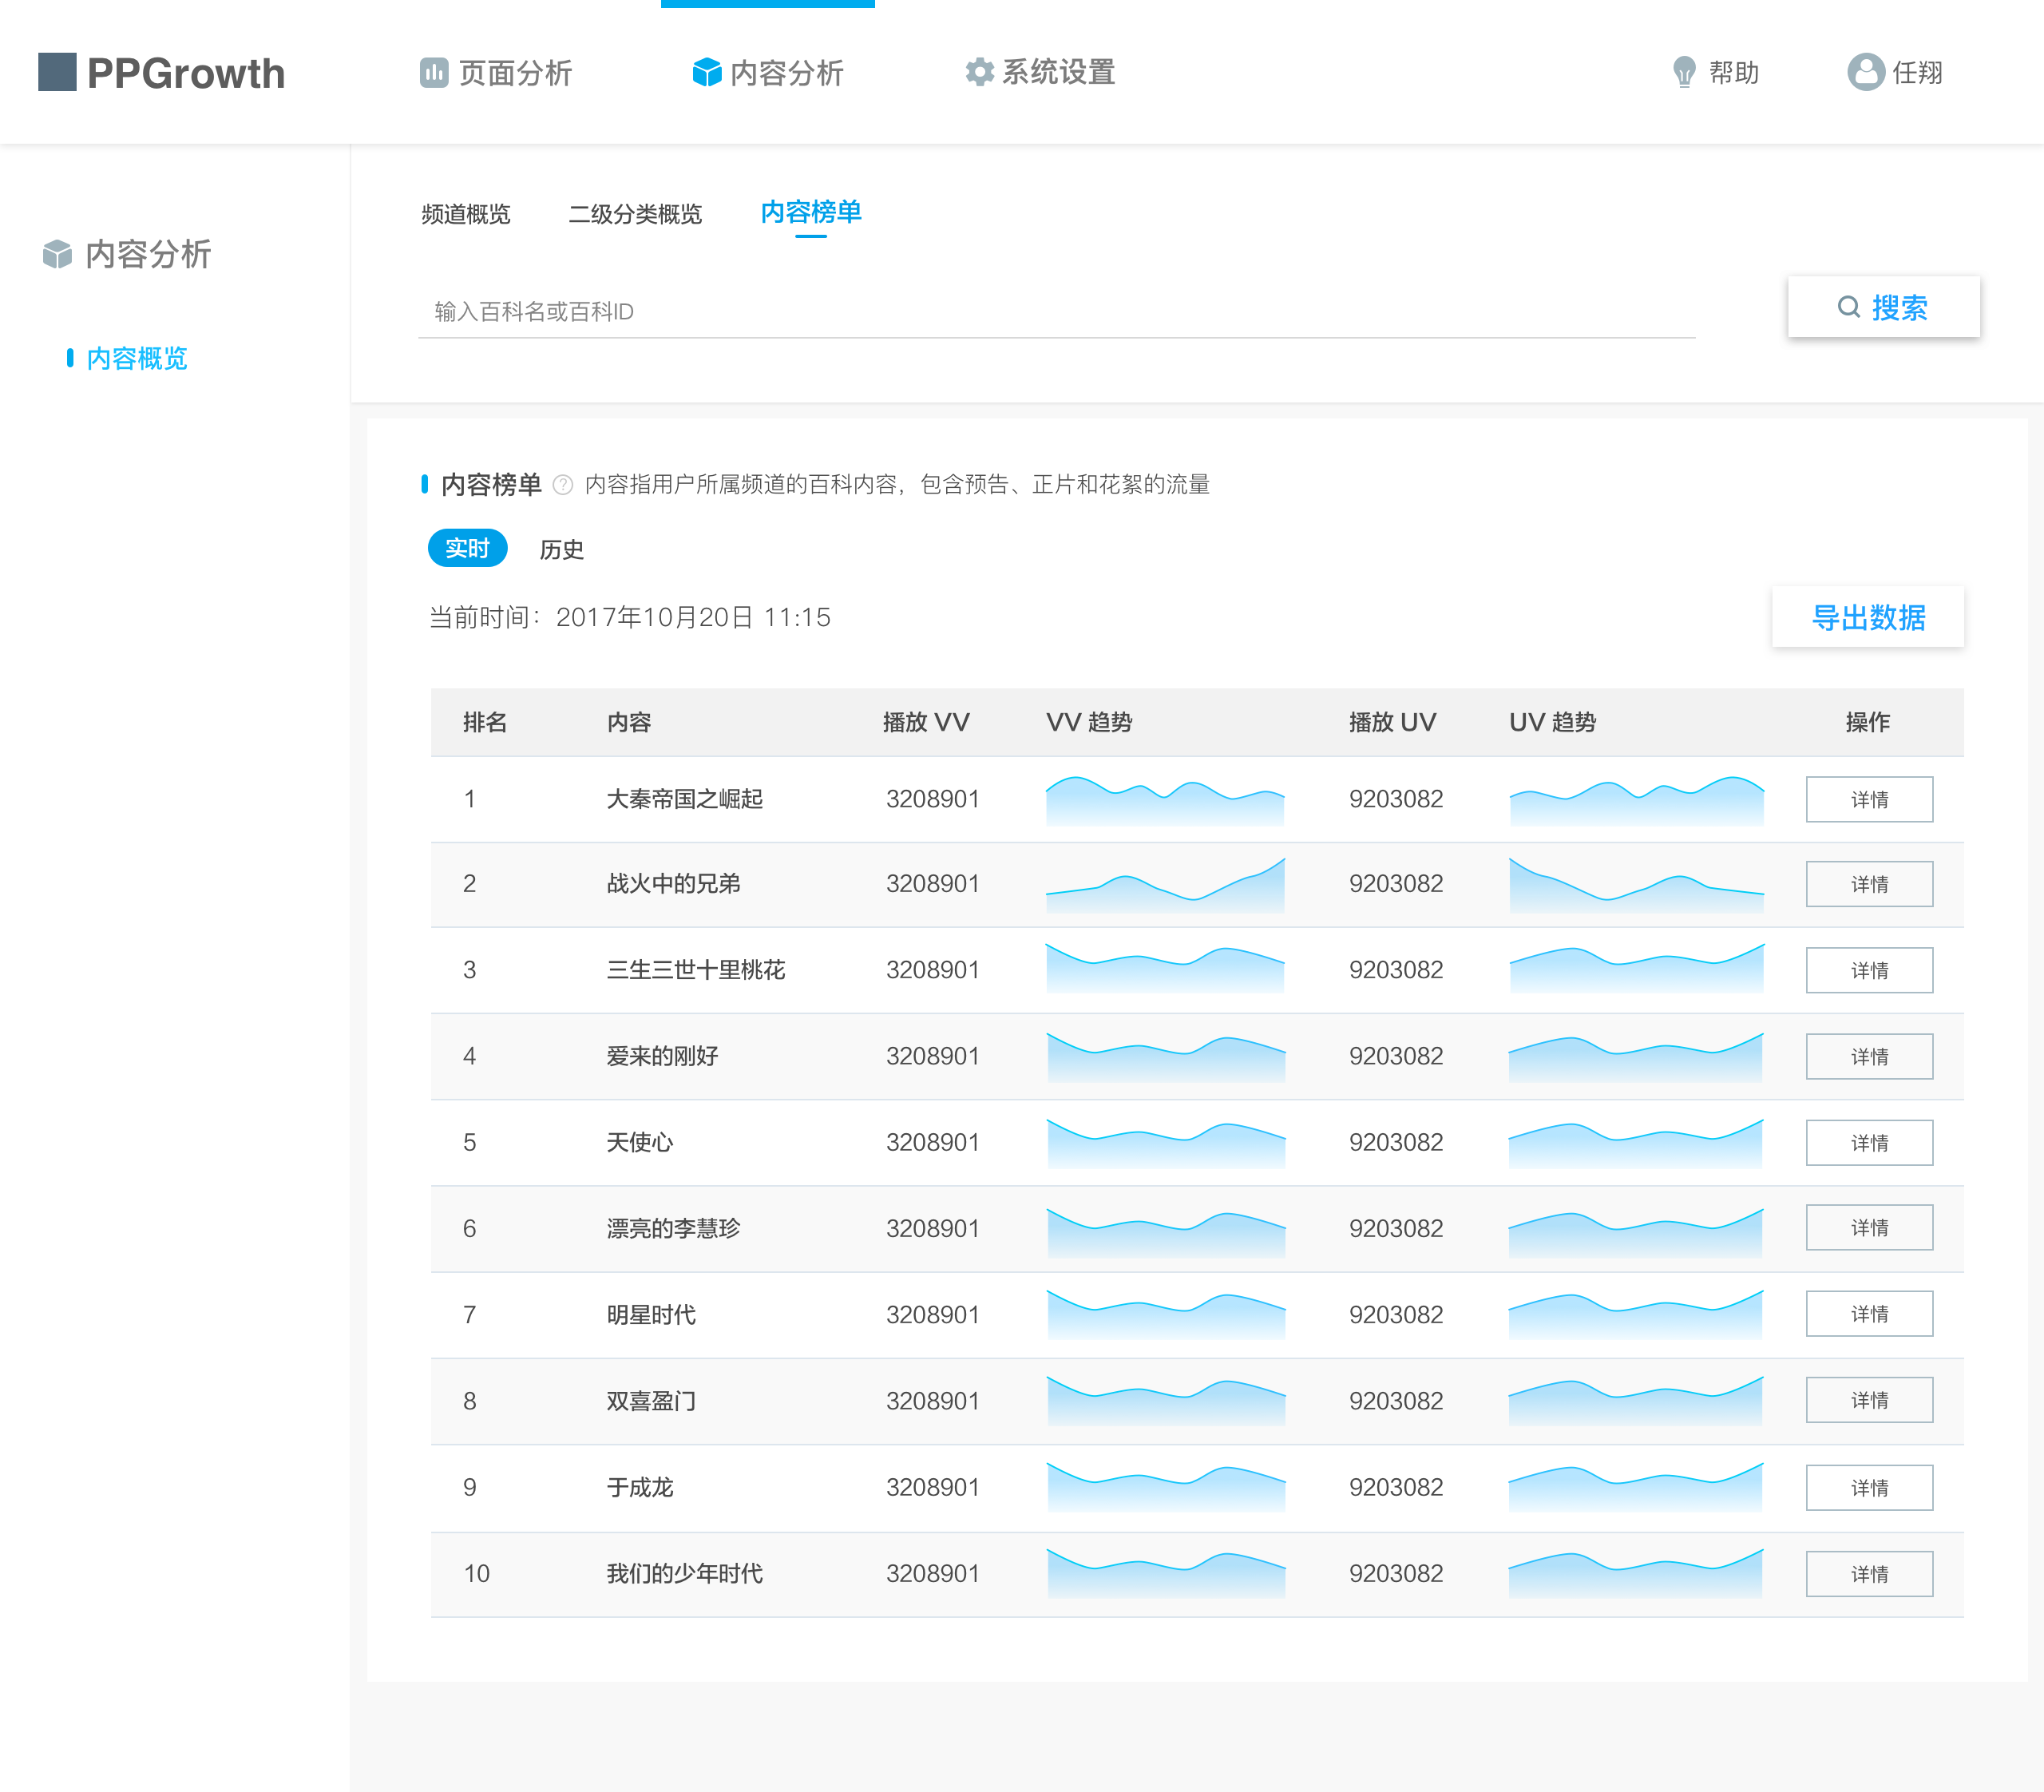 PPGrowth 页面分析 内容分析 系统设置 帮助 任翔
内容分析
内容概览
频道概览 二级分类概览 内容榜单
输入百科名或百科ID 搜索
内容榜单 ? 内容指用户所属频道的百科内容，包含预告、正片和花絮的流量
实时 历史
当前时间：2017年10月20日 11:15 导出数据
排名 内容 播放 VV VV 趋势 播放 UV UV 趋势 操作
1 大秦帝国之崛起 3208901 9203082 详情
2 战火中的兄弟 3208901 9203082 详情
3 三生三世十里桃花 3208901 9203082 详情
4 爱来的刚好 3208901 9203082 详情
5 天使心 3208901 9203082 详情
6 漂亮的李慧珍 3208901 9203082 详情
7 明星时代 3208901 9203082 详情
8 双喜盈门 3208901 9203082 详情
9 于成龙 3208901 9203082 详情
10 我们的少年时代 3208901 9203082 详情